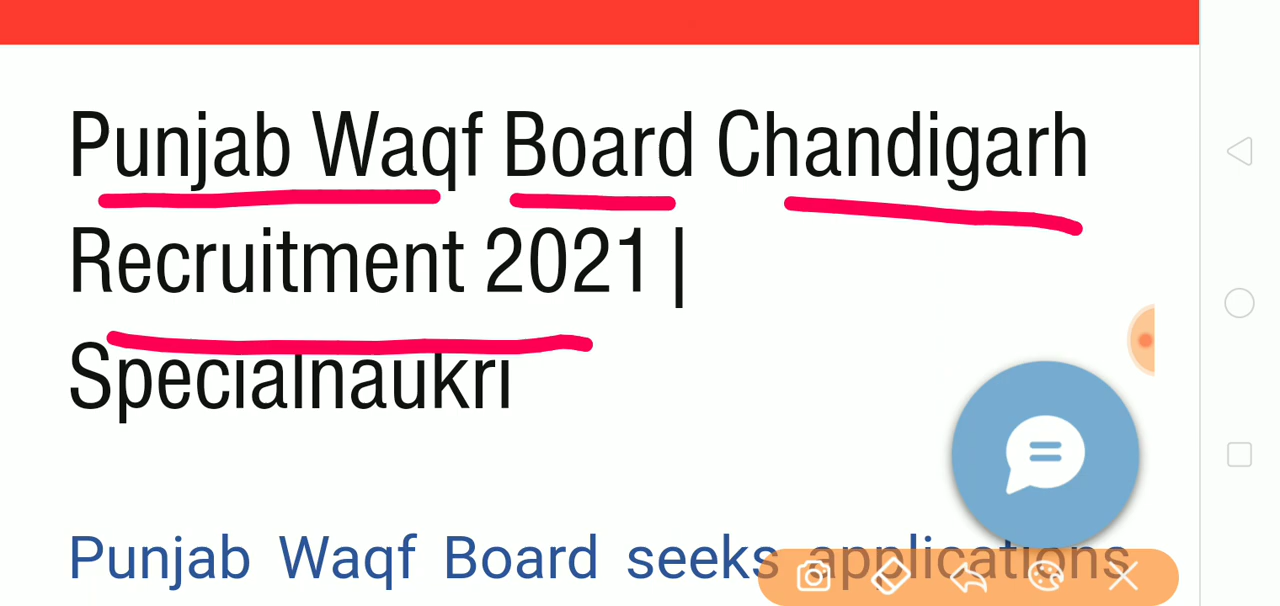 Punjab Waqf Board Chandigarh
Recruitment 2021 |
Specialnaukri
Punjab Waqf Board seeks applications